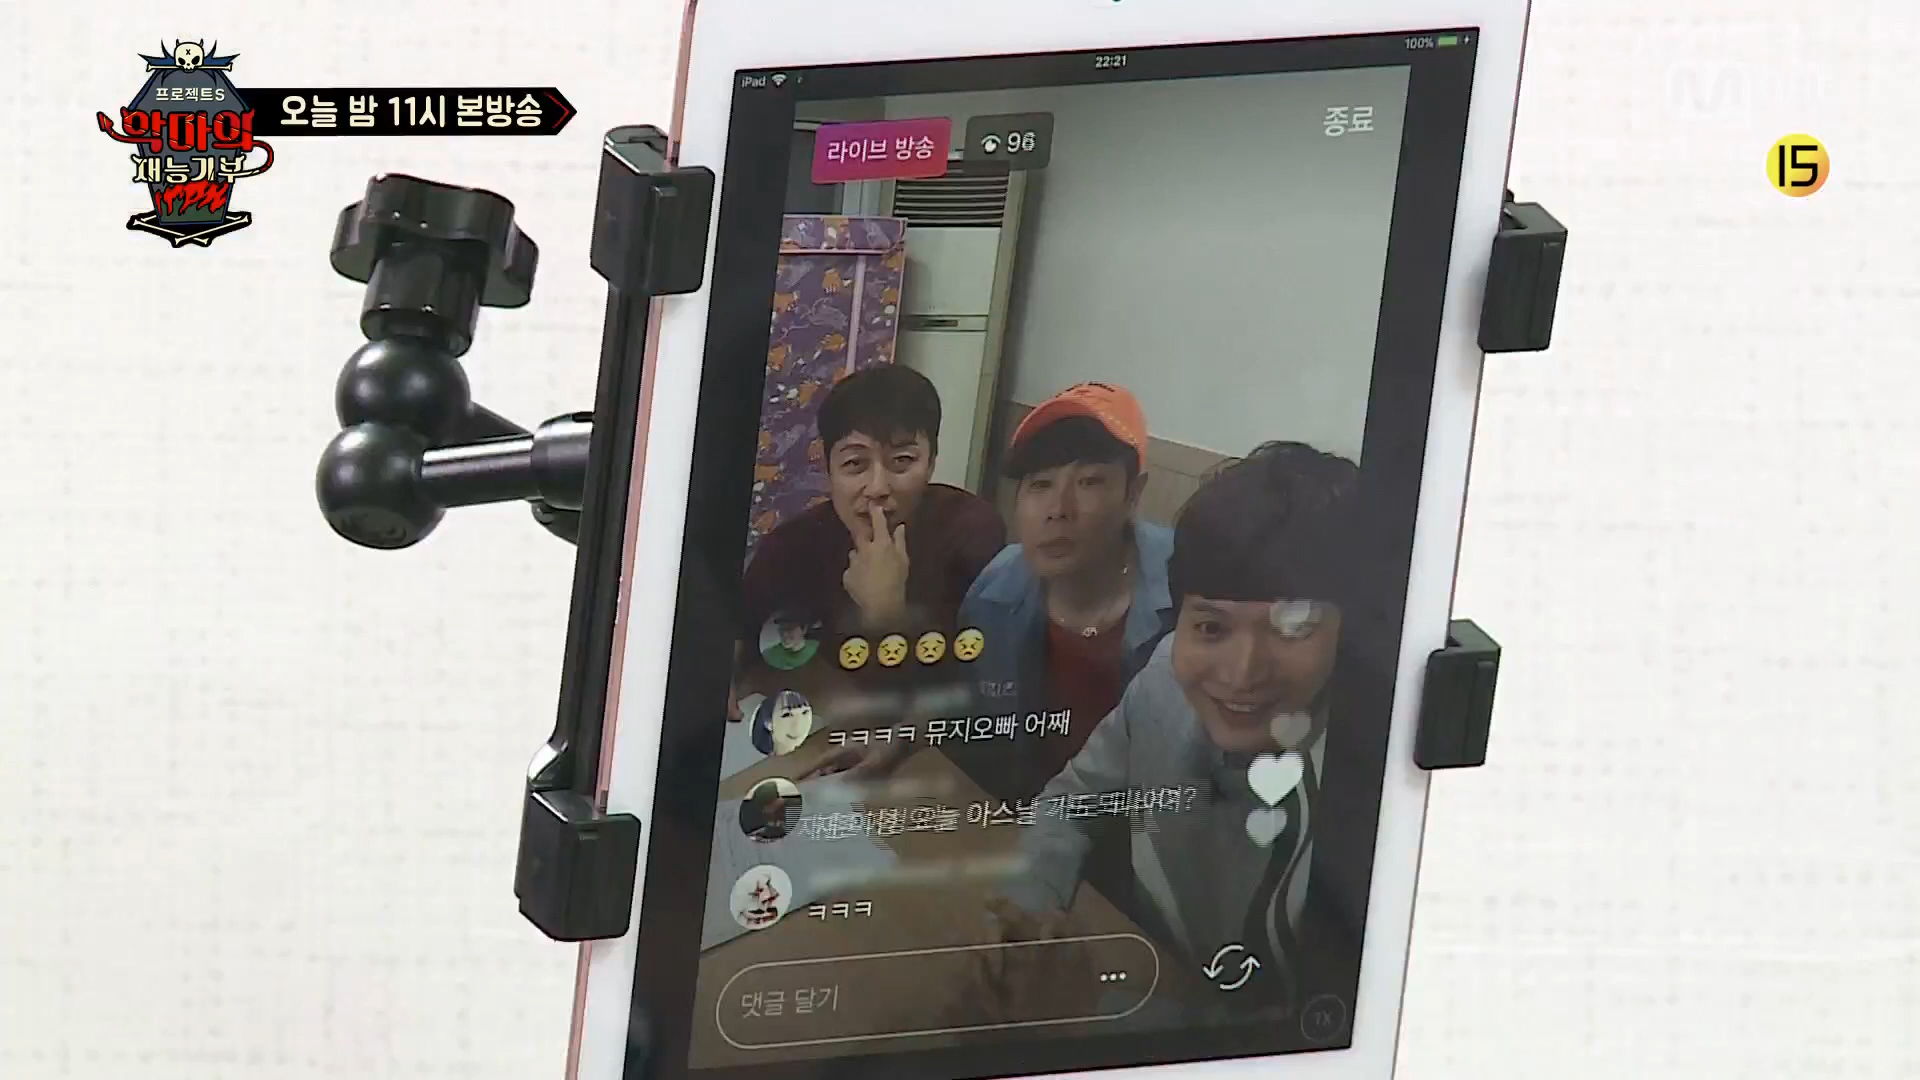 프로젝트S
악마의
재능기부
오늘 밤 11시 본방송
15
iPad
22:21
100%
라이브 방송
96
종료
ㅋㅋㅋㅋ 뮤지오빠 어째
오늘 아스날
ㅋㅋㅋ
댓글 달기
1X